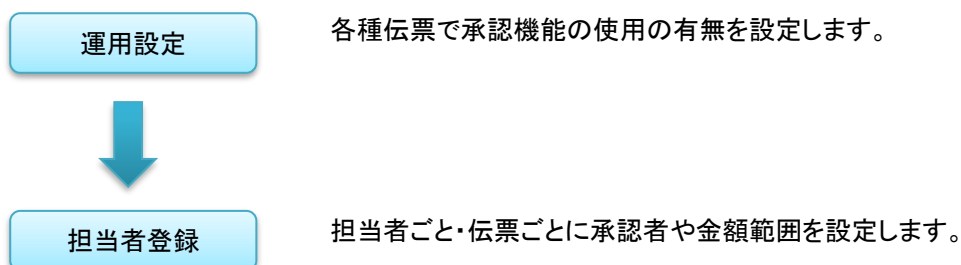 運用設定
各種伝票で承認機能の使用の有無を設定します。
担当者登録
担当者ごと・伝票ごとに承認者や金額範囲を設定します。